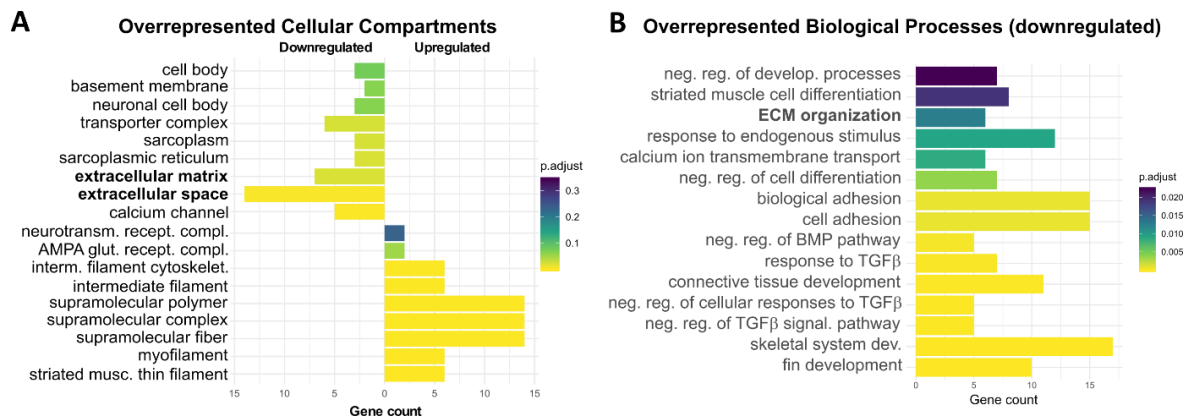 A
Overrepresented Cellular Compartments
Downregulated Upregulated
cell body
basement membrane
neuronal cell body
transporter complex
sarcoplasm
sarcoplasmic reticulum
extracellular matrix
extracellular space
calcium channel
neurotransm. recept. compl.
AMPA glut. recept. compl.
interm. filament cytoskelet.
intermediate filament
supramolecular polymer
supramolecular complex
supramolecular fiber
myofilament
striated musc. thin filament
15 10 5 0 5 10 15
Gene count
p.adjust
0.3
0.2
0.1
B
Overrepresented Biological Processes (downregulated)
neg. reg. of develop. processes
striated muscle cell differentiation
ECM organization
response to endogenous stimulus
calcium ion transmembrane transport
neg. reg. of cell differentiation
biological adhesion
cell adhesion
neg. reg. of BMP pathway
response to TGFβ
connective tissue development
neg. reg. of cellular responses to TGFβ
neg. reg. of TGFβ signal. pathway
skeletal system dev.
fin development
0 5 10 15
Gene count
p.adjust
0.020
0.015
0.010
0.005